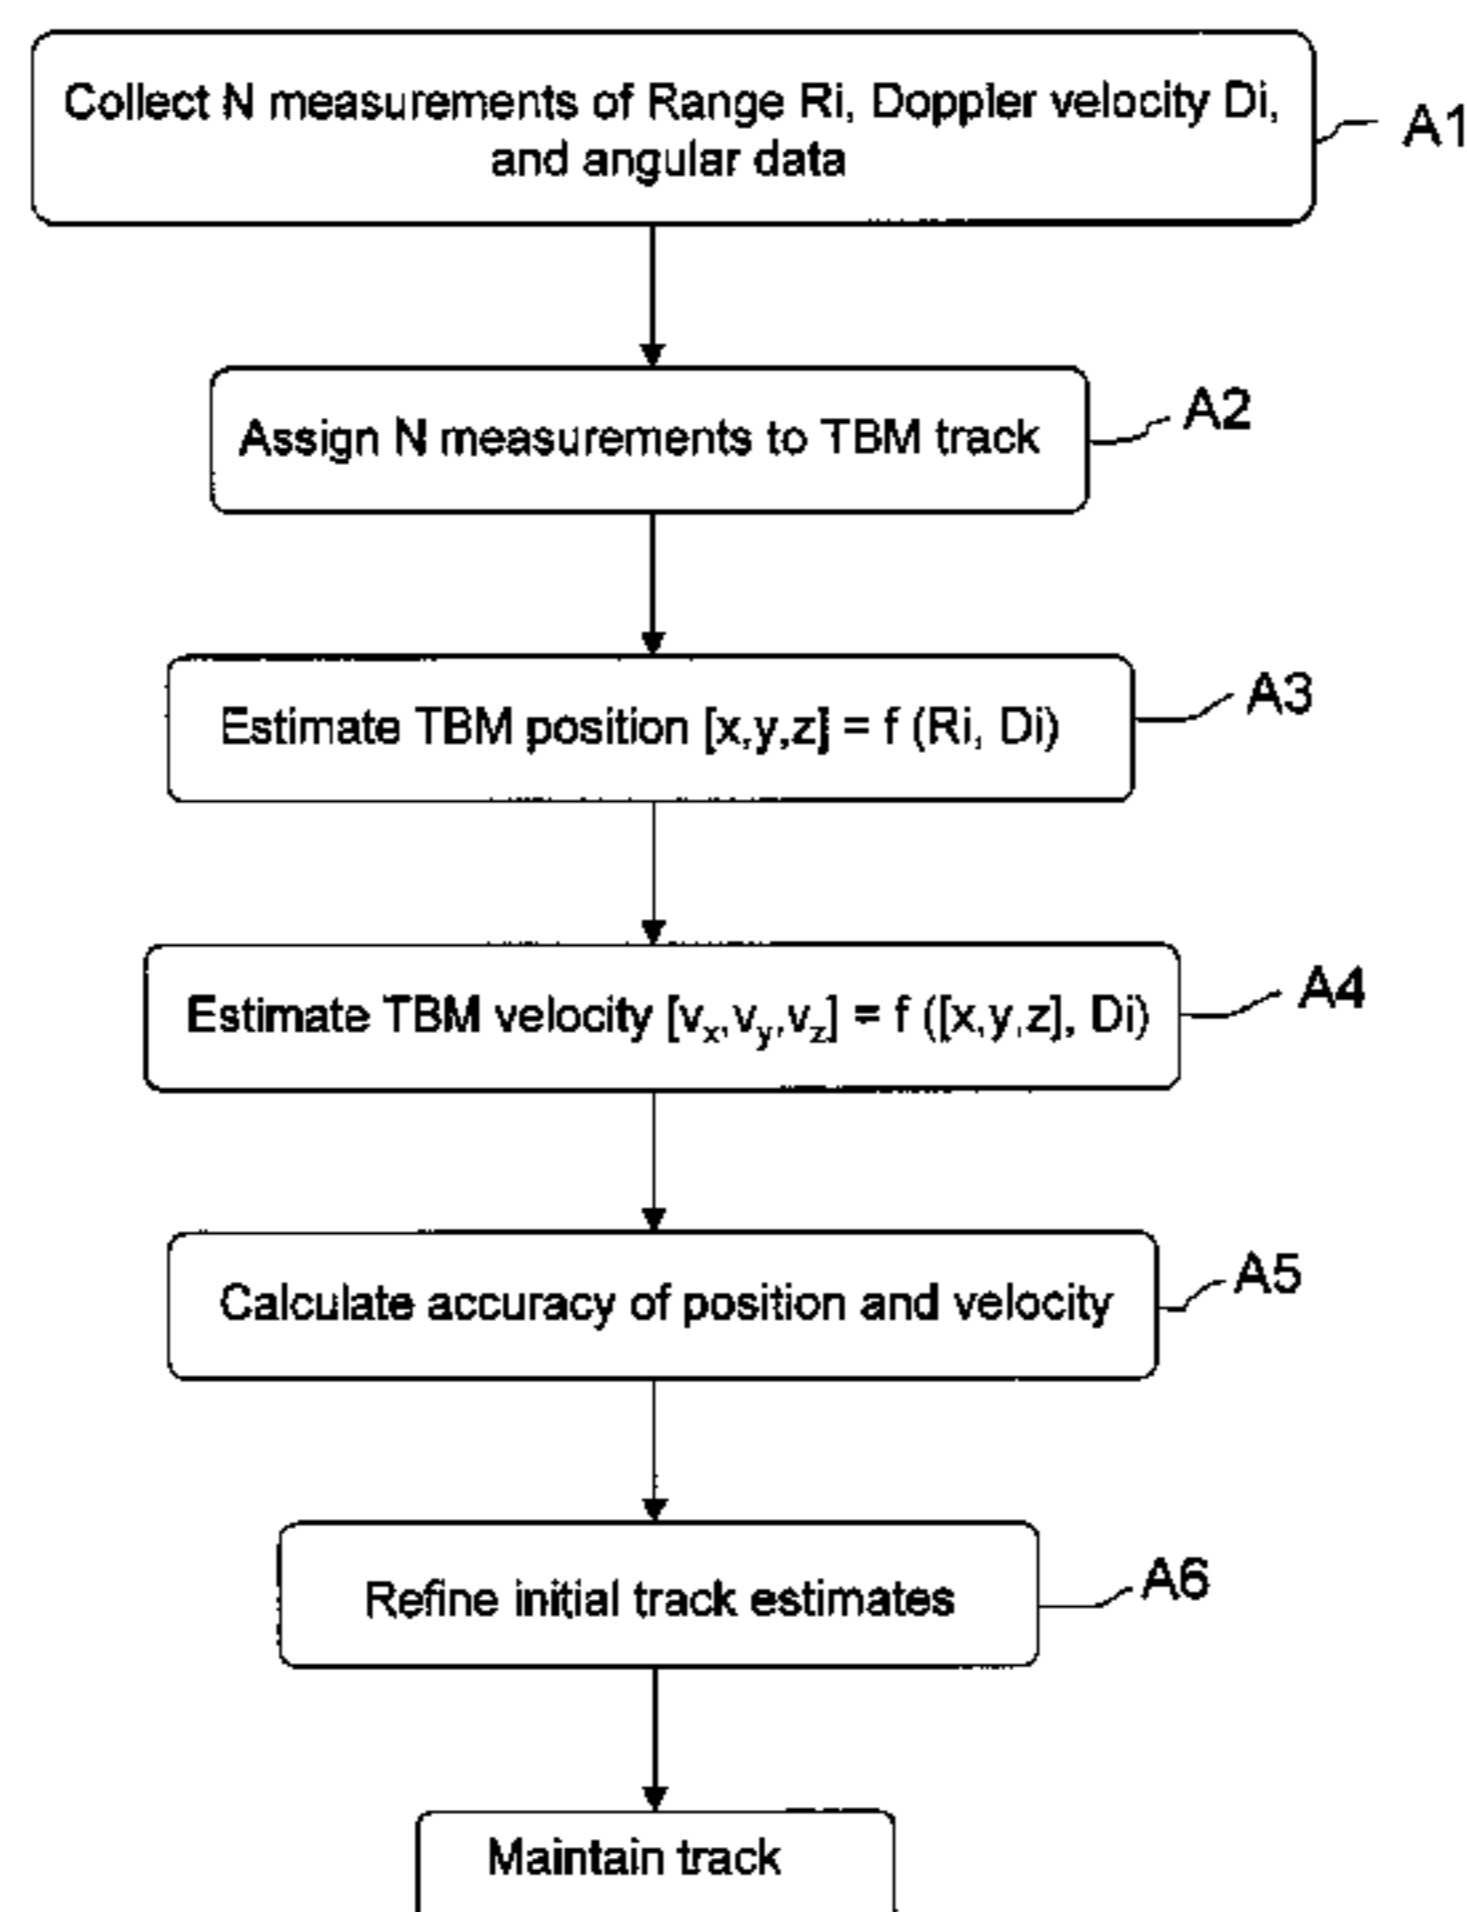 Collect N measurements of Range Ri, Doppler velocity Di,
and angular data
A1
Assign N measurements to TBM track
A2
Estimate TBM position [x,y,z] = f (Ri, Di)
A3
Estimate TBM velocity [vₓ,vᵧ,v_z] = f ([x,y,z], Di)
A4
Calculate accuracy of position and velocity
A5
Refine initial track estimates
A6
Maintain track